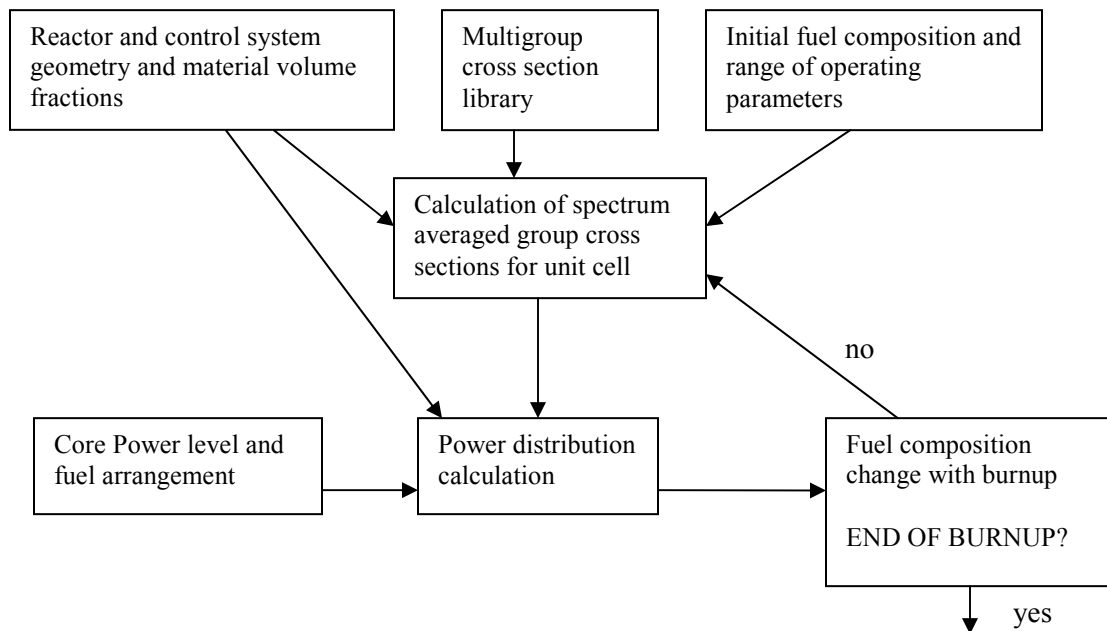 Reactor and control system
geometry and material volume
fractions
Multigroup
cross section
library
Initial fuel composition and
range of operating
parameters
Calculation of spectrum
averaged group cross
sections for unit cell
no
Core Power level and
fuel arrangement
Power distribution
calculation
Fuel composition
change with burnup
END OF BURNUP?
yes